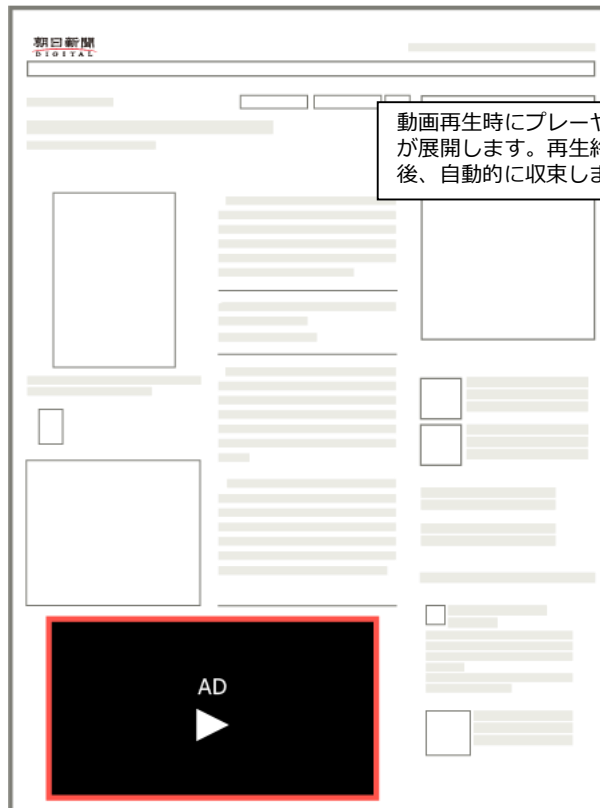 朝日新聞
DIGITAL
動画再生時にプレーヤ
が展開します。再生終
後、自動的に収束しま
AD